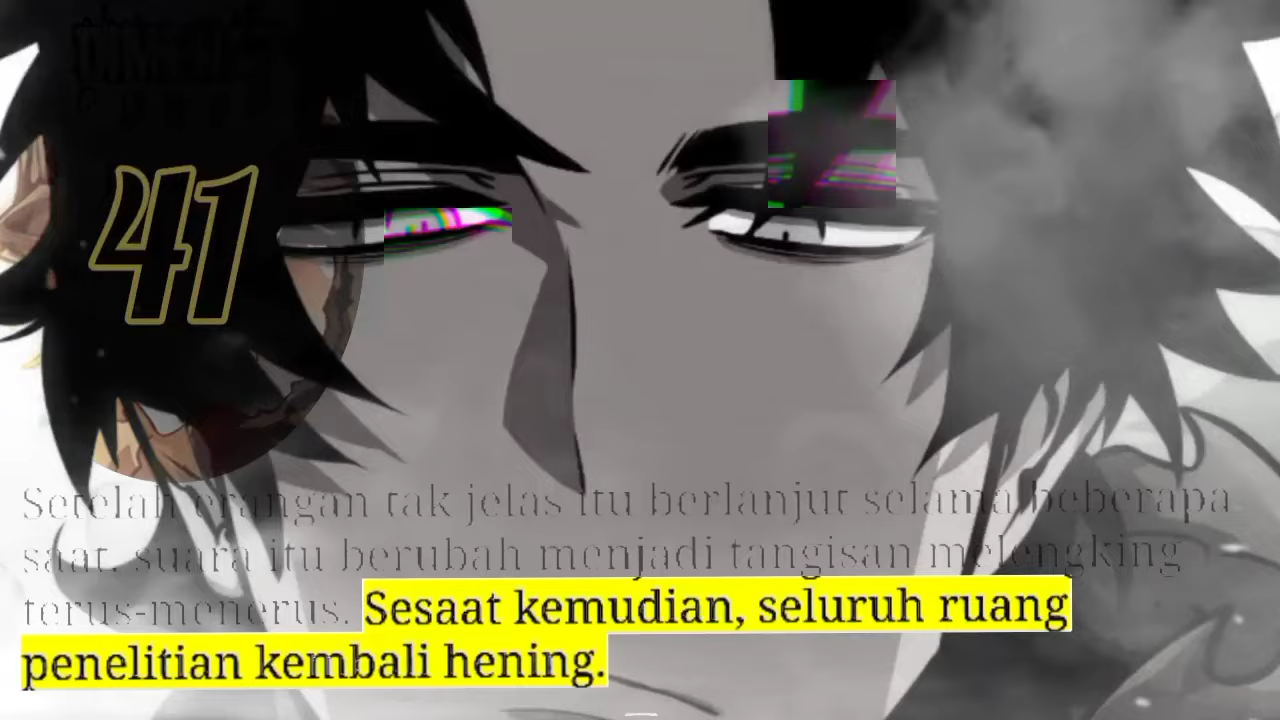 41
Setelah erangan tak jelas itu berlanjut selama beberapa
saat, suara itu berubah menjadi tangisan melengking
terus-menerus. Sesaat kemudian, seluruh ruang
penelitian kembali hening.